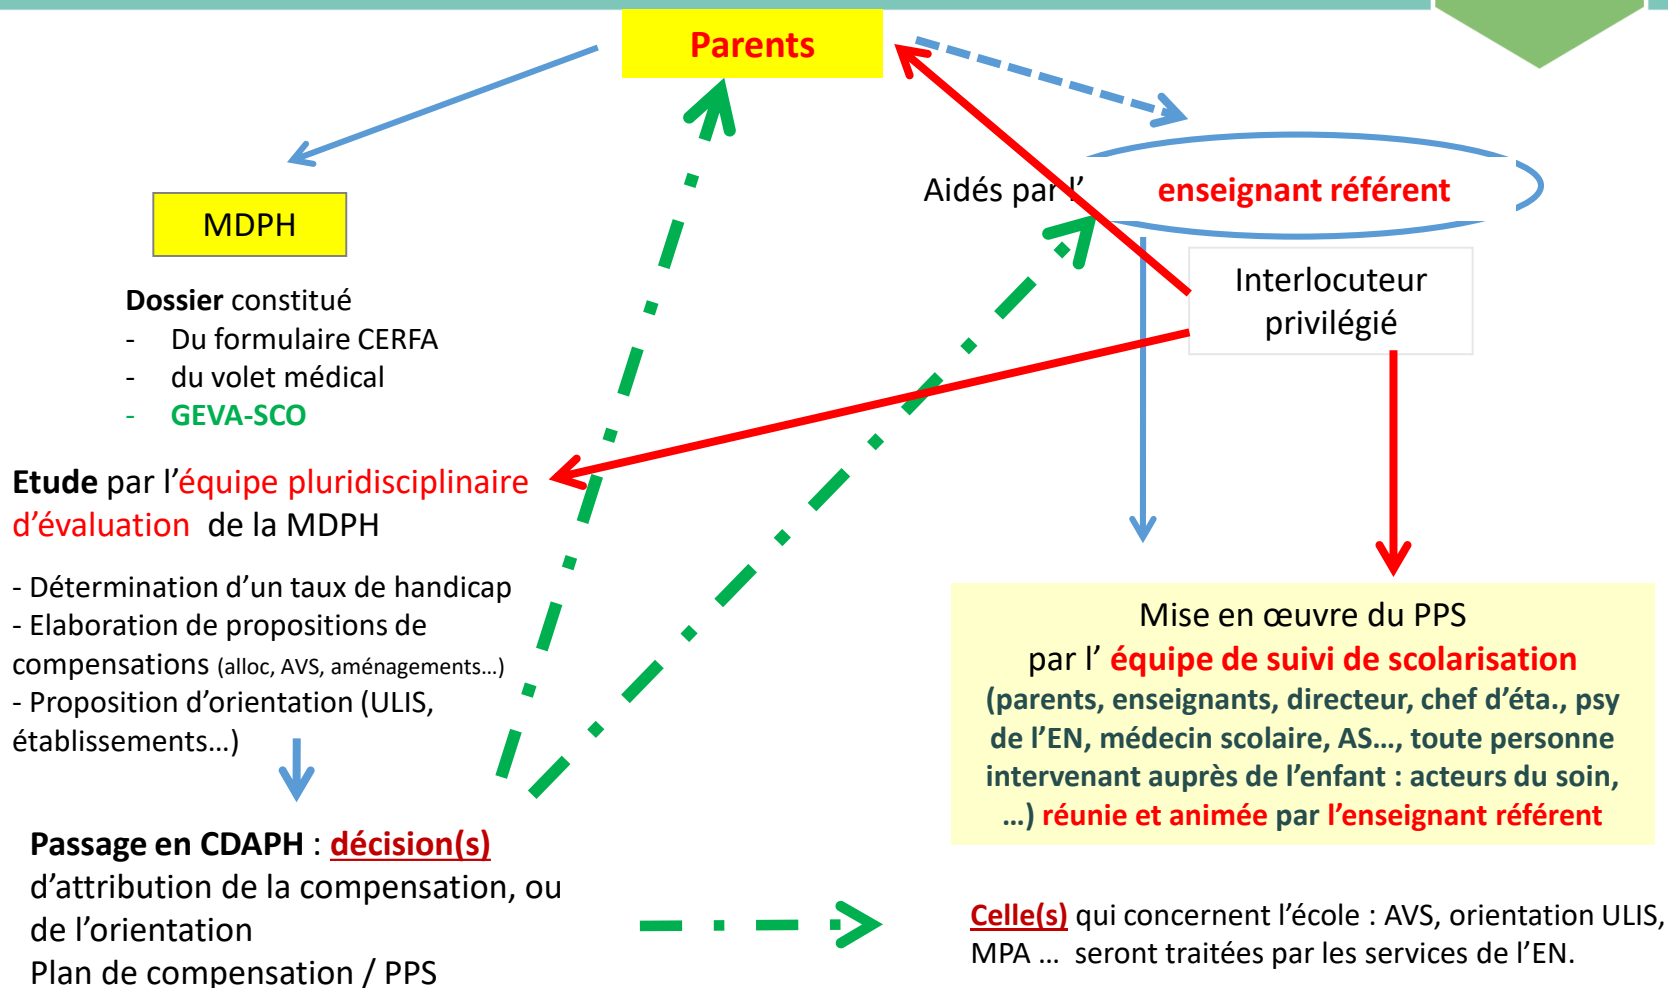 Parents
MDPH
Aidés par l’ enseignant référent
Interlocuteur
privilégié
Dossier constitué
- Du formulaire CERFA
- du volet médical
- GEVA-SCO
Etude par l’équipe pluridisciplinaire
d’évaluation de la MDPH
- Détermination d’un taux de handicap
- Elaboration de propositions de
compensations (alloc, AVS, aménagements…)
- Proposition d’orientation (ULIS,
établissements…)
Passage en CDAPH : décision(s)
d’attribution de la compensation, ou
de l’orientation
Plan de compensation / PPS
Mise en œuvre du PPS
par l’ équipe de suivi de scolarisation
(parents, enseignants, directeur, chef d’éta., psy
de l’EN, médecin scolaire, AS…, toute personne
intervenant auprès de l’enfant : acteurs du soin,
…) réunie et animée par l’enseignant référent
Celle(s) qui concernent l’école : AVS, orientation ULIS,
MPA … seront traitées par les services de l’EN.